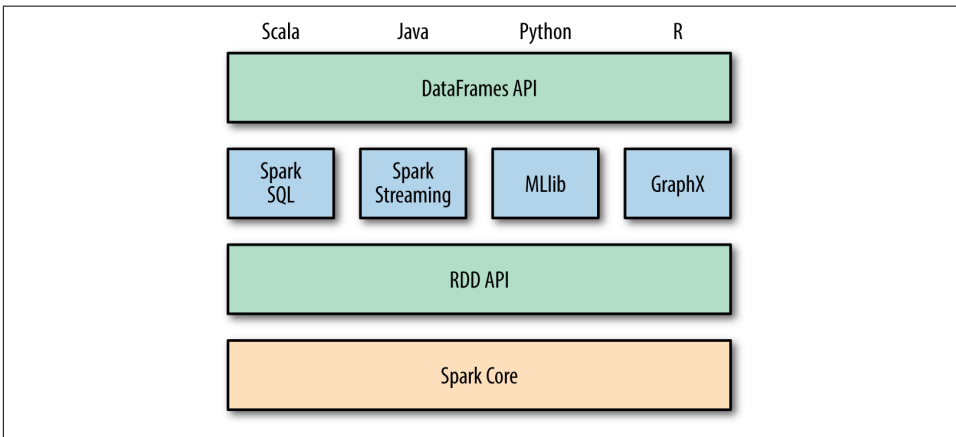 Scala Java Python R
DataFrames API
Spark SQL
Spark Streaming
MLlib
GraphX
RDD API
Spark Core